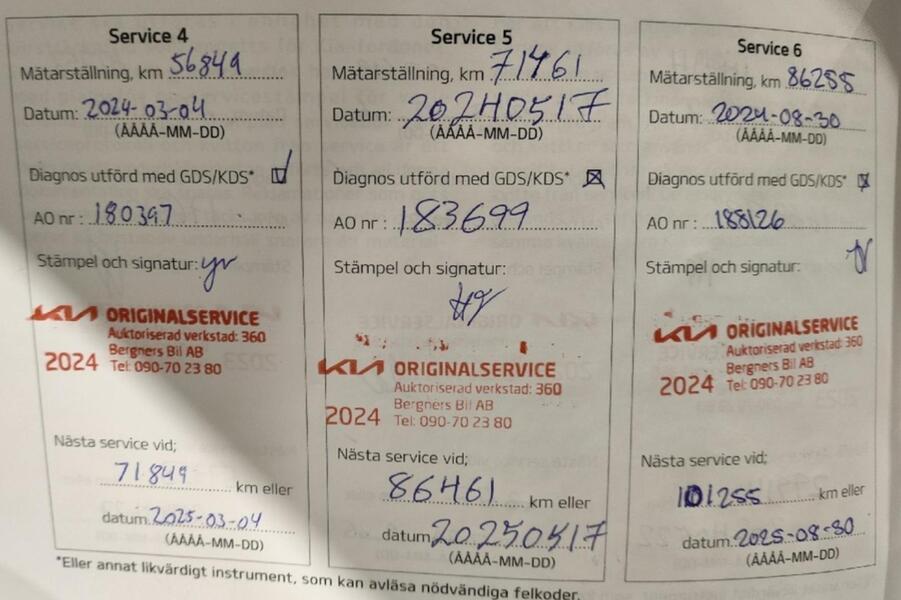 Service 4
Mätarställning, km 56849
Datum: 2024-03-04
(ÅÅÅÅ-MM-DD)
Diagnos utförd med GDS/KDS*
AO nr : 180397
Stämpel och signatur:
KIA ORIGINALSERVICE
Auktoriserad verkstad: 360
Bergners Bil AB
2024 Tel: 090-70 23 80
Nästa service vid;
71849 km eller
datum. 2025-03-04
(ÅÅÅÅ-MM-DD)
Service 5
Mätarställning, km 71461
Datum: 20240517
(ÅÅÅÅ-MM-DD)
Diagnos utförd med GDS/KDS*
AO nr : 183699
Stämpel och signatur:
KIA ORIGINALSERVICE
Auktoriserad verkstad: 360
Bergners Bil AB
2024 Tel: 090-70 23 80
Nästa service vid;
86461 km eller
datum. 20250517
(ÅÅÅÅ-MM-DD)
Service 6
Mätarställning, km 86255
Datum: 2024-08-30
(ÅÅÅÅ-MM-DD)
Diagnos utförd med GDS/KDS*
AO nr : 188126
Stämpel och signatur:
KIA ORIGINALSERVICE
Auktoriserad verkstad: 360
Bergners Bil AB
2024 Tel: 090-70 23 80
Nästa service vid;
101255 km eller
datum. 2025-08-30
(ÅÅÅÅ-MM-DD)
*Eller annat likvärdigt instrument, som kan avläsa nödvändiga felkoder.